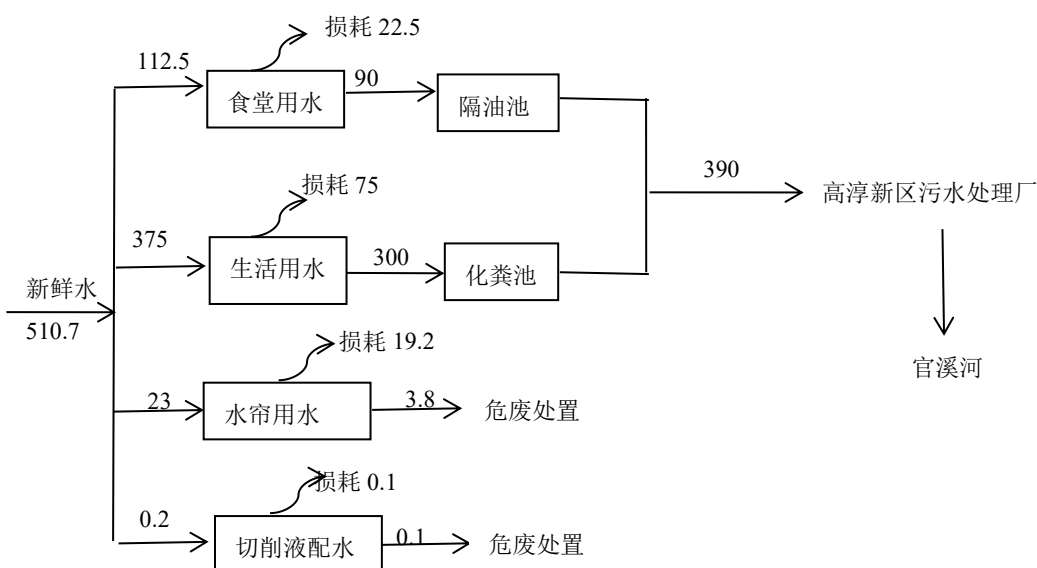 损耗 22.5
112.5
食堂用水
90
隔油池
390
高淳新区污水处理厂
损耗 75
375
生活用水
300
化粪池
新鲜水
510.7
官溪河
损耗 19.2
23
水帘用水
3.8
危废处置
损耗 0.1
0.2
切削液配水
0.1
危废处置